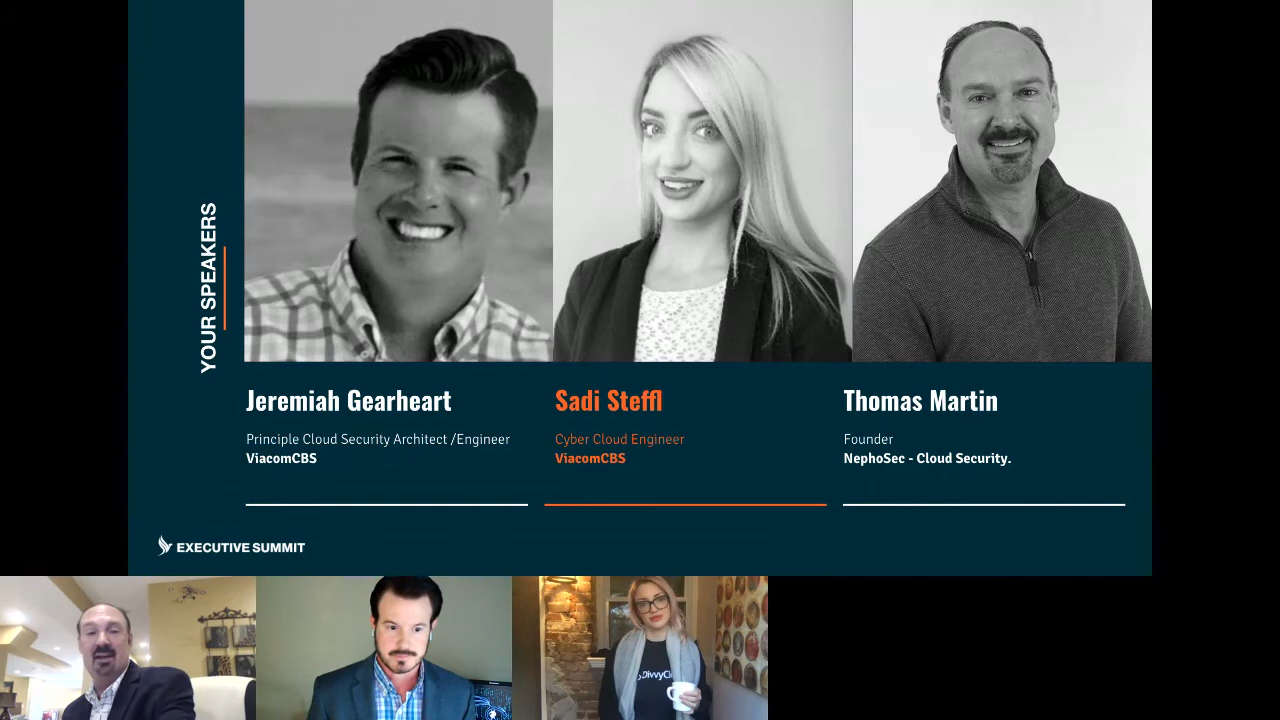 YOUR SPEAKERS
Jeremiah Gearheart
Principle Cloud Security Architect /Engineer
ViacomCBS
Sadi Steffl
Cyber Cloud Engineer
ViacomCBS
Thomas Martin
Founder
NephoSec - Cloud Security.
EXECUTIVE SUMMIT